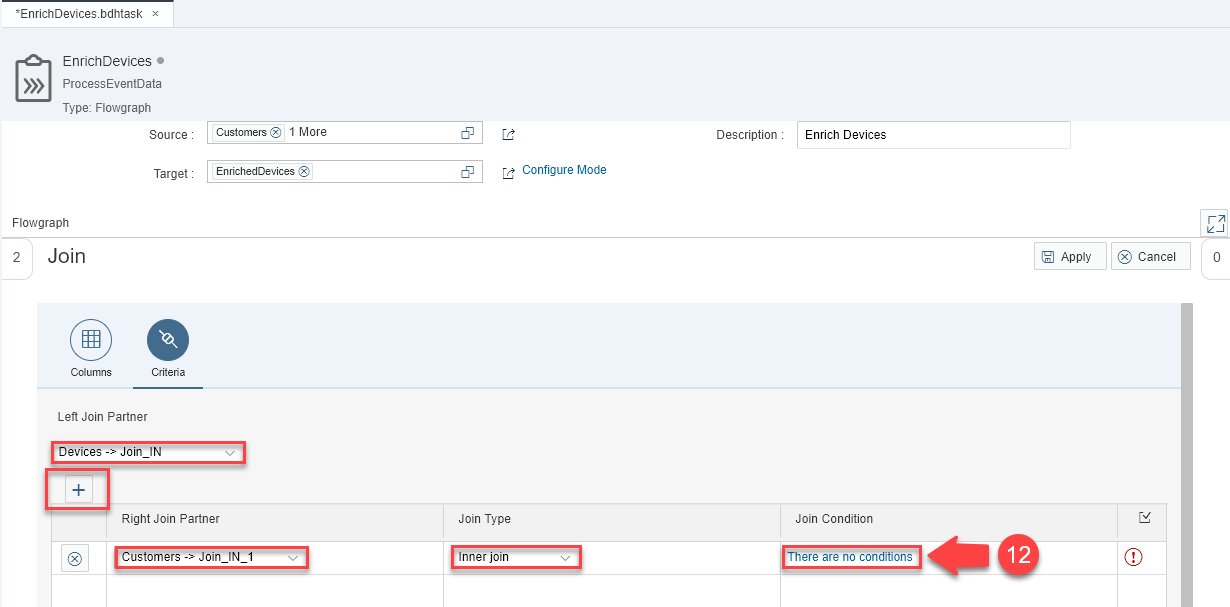 *EnrichDevices.bdhtask ×
EnrichDevices
ProcessEventData
Type: Flowgraph
Source : Customers 1 More Description : Enrich Devices
Target : EnrichedDevices Configure Mode
Flowgraph
2 Join Apply Cancel 0
Columns Criteria
Left Join Partner
Devices -> Join_IN
+
Right Join Partner Join Type Join Condition
Customers -> Join_IN_1 Inner join There are no conditions 12